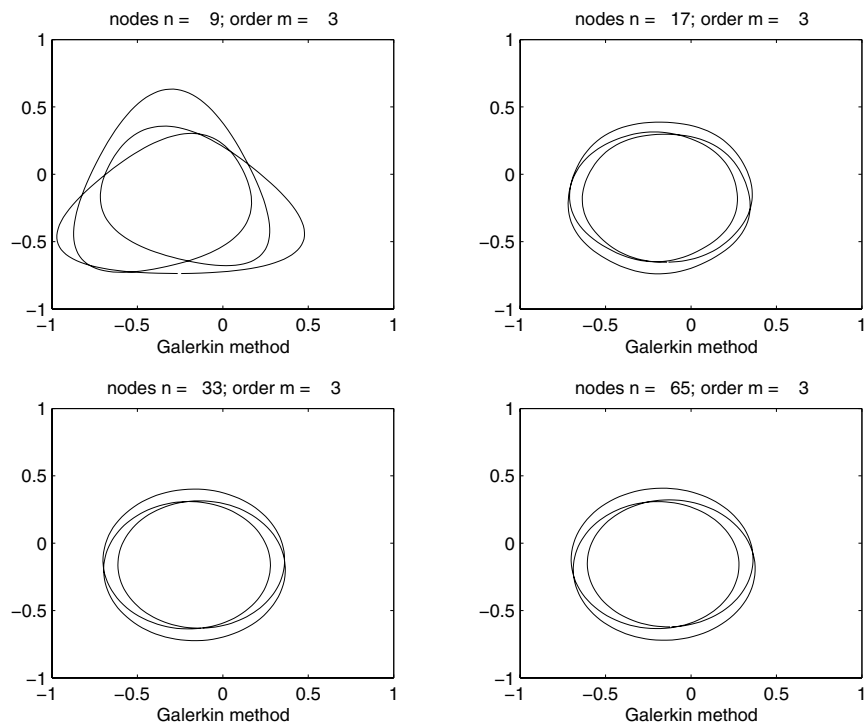 nodes n = 9; order m = 3
1
0.5
0
−0.5
−1
−1 −0.5 0 0.5 1
Galerkin method
nodes n = 17; order m = 3
1
0.5
0
−0.5
−1
−1 −0.5 0 0.5 1
Galerkin method
nodes n = 33; order m = 3
1
0.5
0
−0.5
−1
−1 −0.5 0 0.5 1
Galerkin method
nodes n = 65; order m = 3
1
0.5
0
−0.5
−1
−1 −0.5 0 0.5 1
Galerkin method